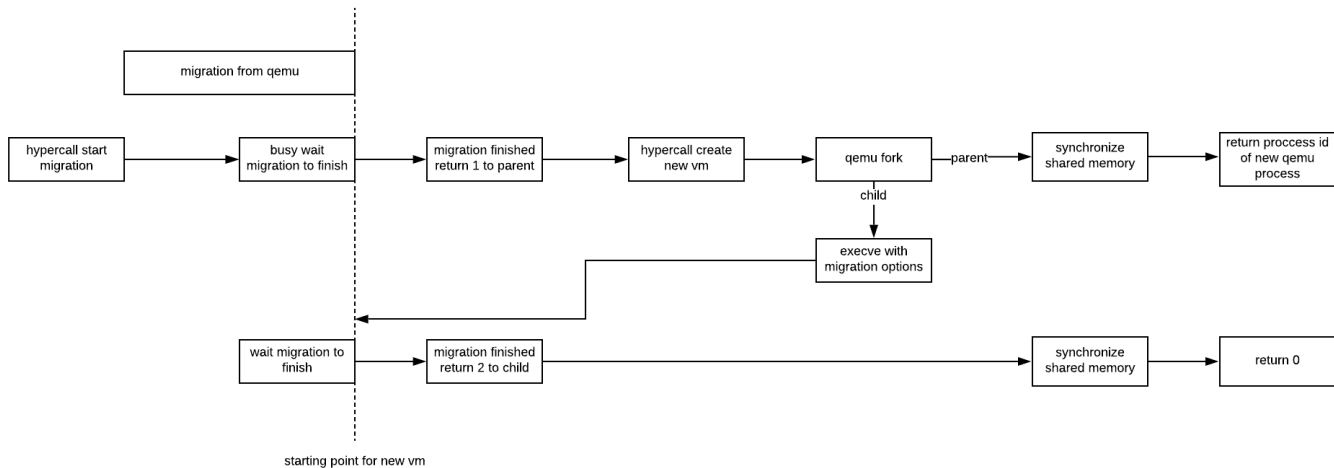 migration from qemu
hypercall start
migration
busy wait
migration to finish
migration finished
return 1 to parent
hypercall create
new vm
qemu fork
parent
synchronize
shared memory
return proccess id
of new qemu
process
child
execve with
migration options
wait migration to
finish
migration finished
return 2 to child
synchronize
shared memory
return 0
starting point for new vm